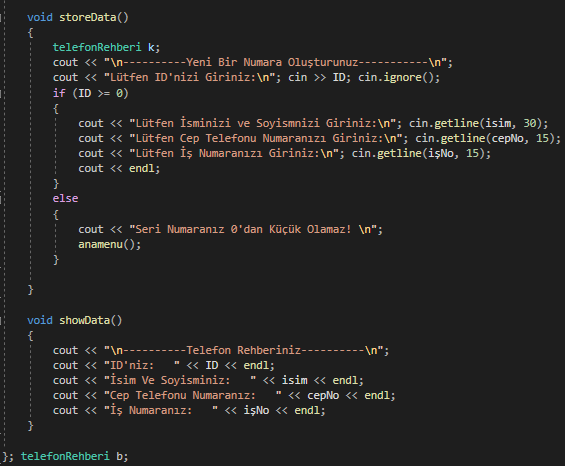 void storeData()
{
telefonRehberi k;
cout << "\n----------Yeni Bir Numara Oluşturunuz-----------\n";
cout << "Lütfen ID'nizi Giriniz:\n"; cin >> ID; cin.ignore();
if (ID >= 0)
{
cout << "Lütfen İsminizi ve Soyismnizi Giriniz:\n"; cin.getline(isim, 30);
cout << "Lütfen Cep Telefonu Numaranızı Giriniz:\n"; cin.getline(cepNo, 15);
cout << "Lütfen İş Numaranızı Giriniz:\n"; cin.getline(işNo, 15);
cout << endl;
}
else
{
cout << "Seri Numaranız 0'dan Küçük Olamaz! \n";
anamenu();
}
}
void showData()
{
cout << "\n----------Telefon Rehberiniz----------\n";
cout << "ID'niz:   " << ID << endl;
cout << "İsim Ve Soyisminiz:   " << isim << endl;
cout << "Cep Telefonu Numaranız:   " << cepNo << endl;
cout << "İş Numaranız:   " << işNo << endl;
}
}; telefonRehberi b;